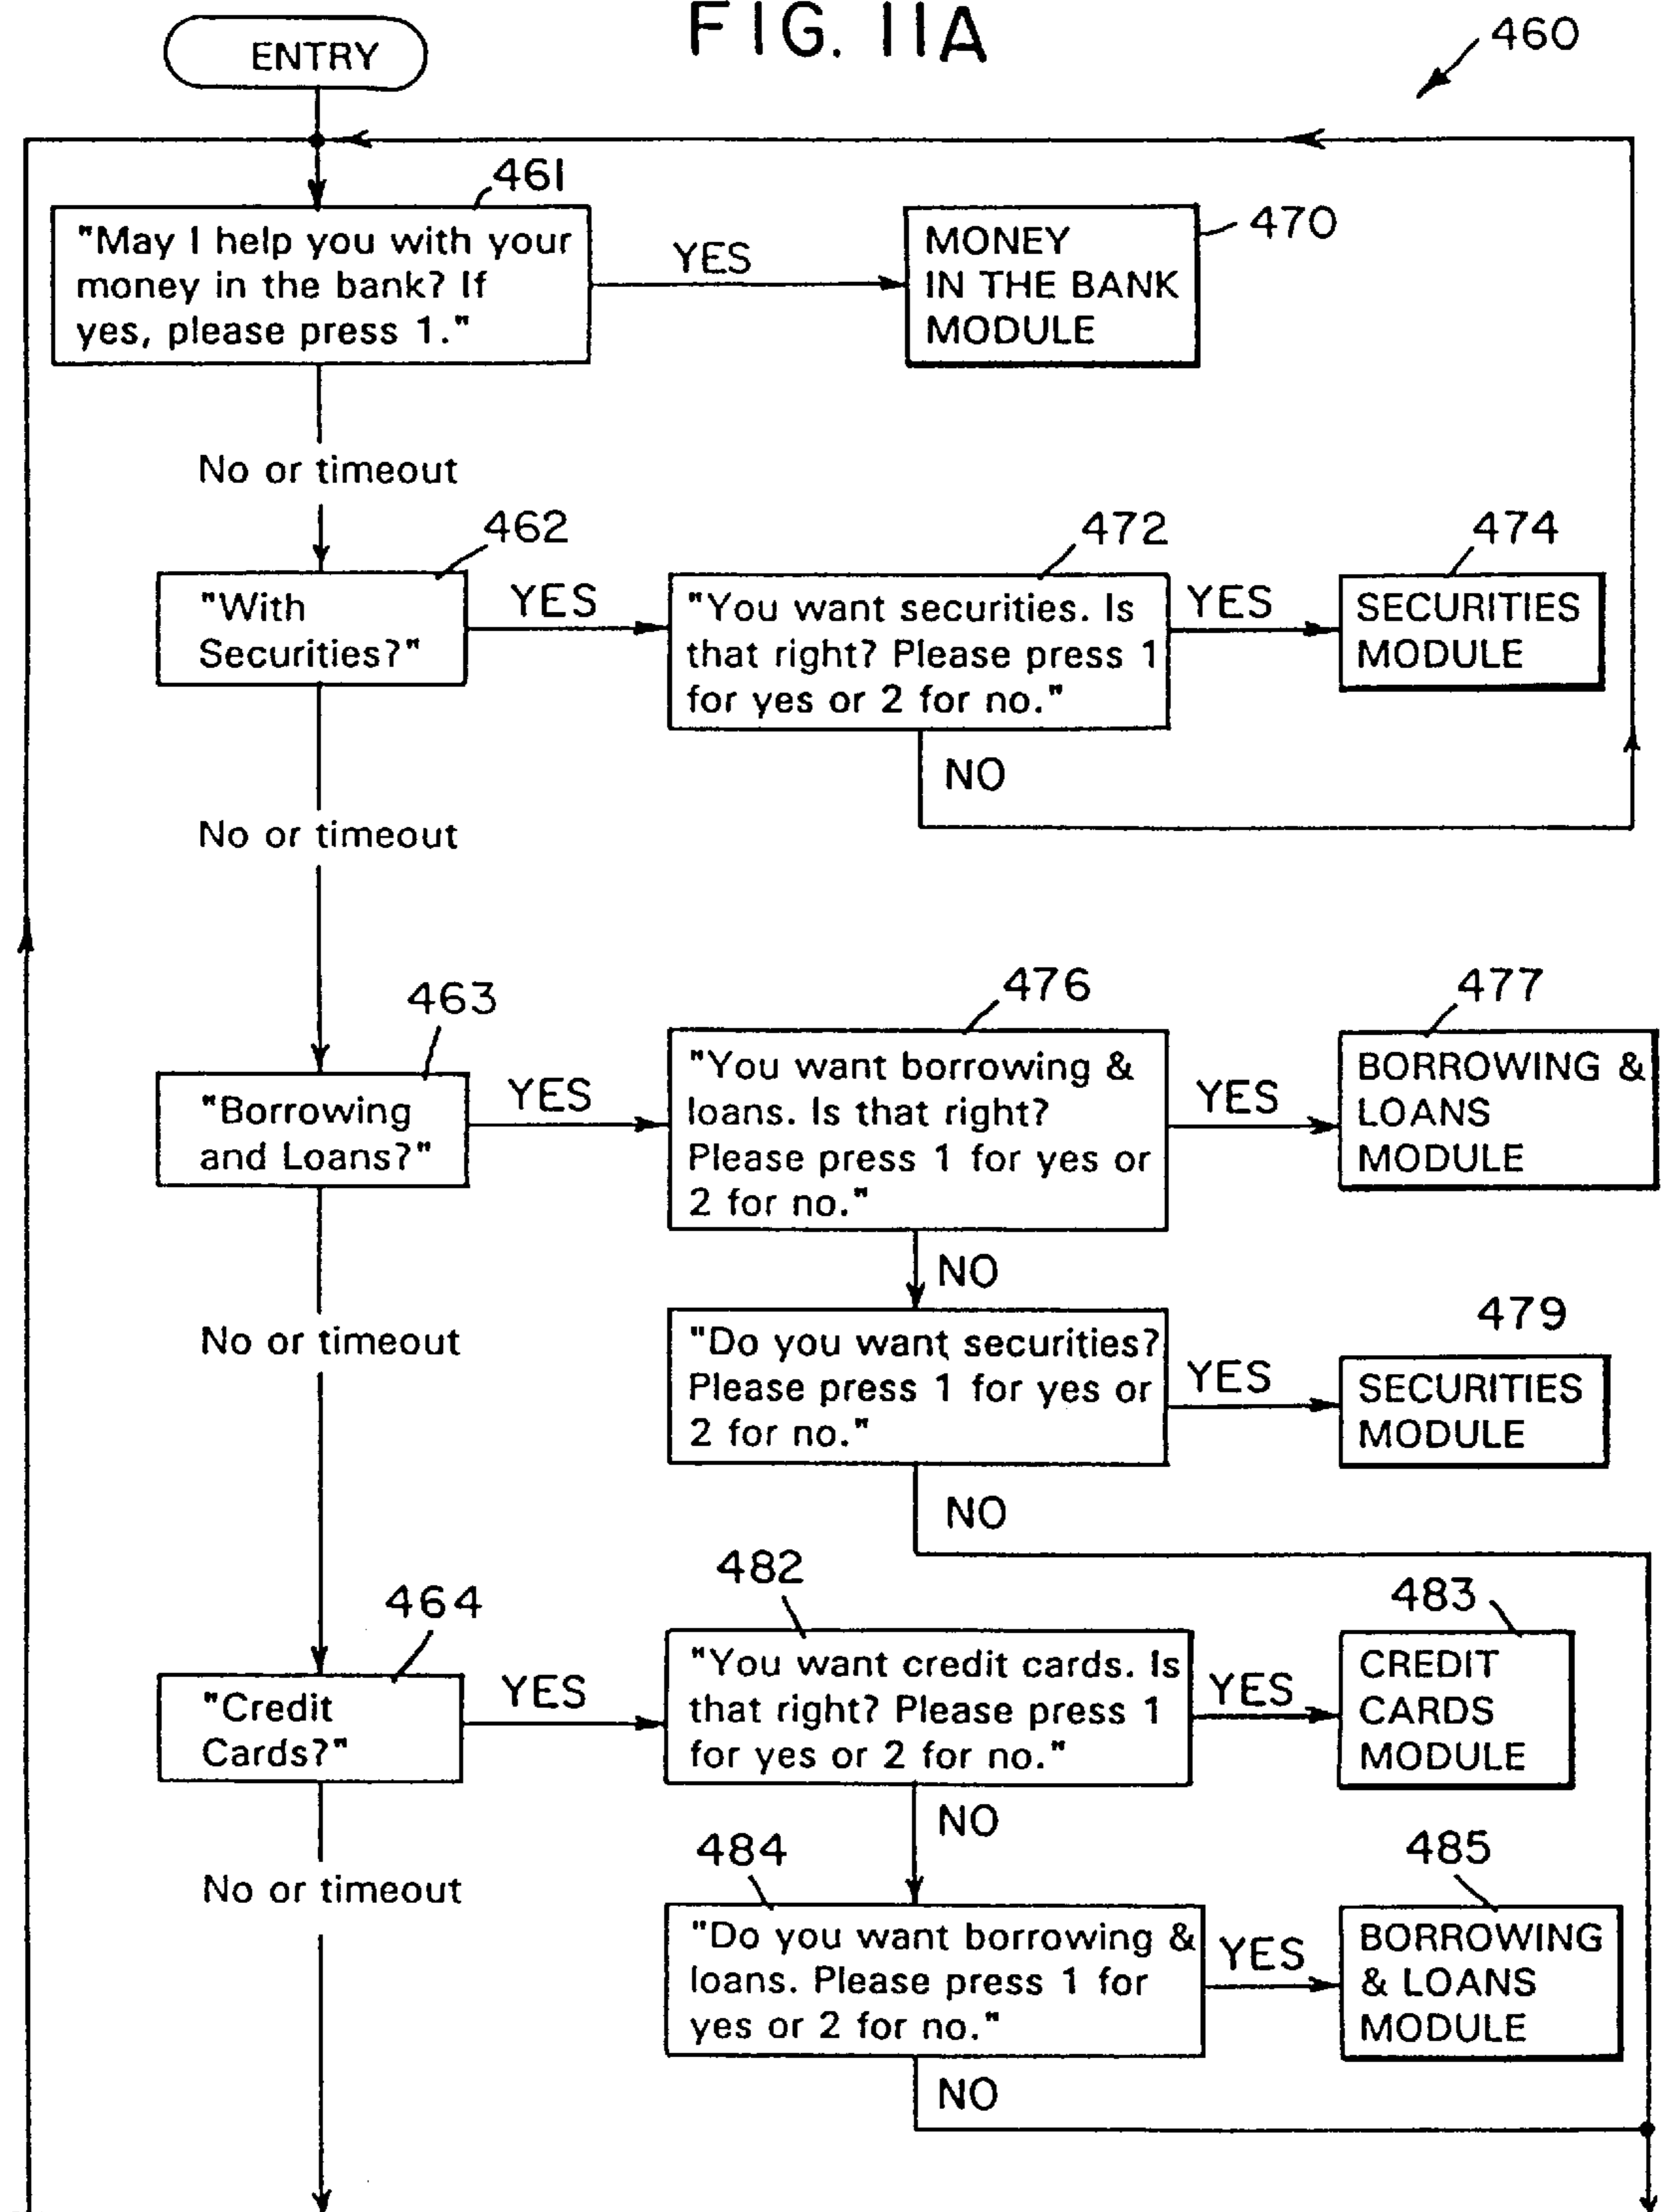 FIG. 11A
460
ENTRY
461
"May I help you with your
money in the bank? If
yes, please press 1."
YES
MONEY
IN THE BANK
MODULE
470
No or timeout
462
"With
Securities?"
YES
472
"You want securities. Is
that right? Please press 1
for yes or 2 for no."
YES
474
SECURITIES
MODULE
NO
No or timeout
463
"Borrowing
and Loans?"
YES
476
"You want borrowing &
loans. Is that right?
Please press 1 for yes or
2 for no."
YES
477
BORROWING &
LOANS
MODULE
NO
"Do you want securities?
Please press 1 for yes or
2 for no."
YES
479
SECURITIES
MODULE
NO
No or timeout
464
"Credit
Cards?"
YES
482
"You want credit cards. Is
that right? Please press 1
for yes or 2 for no."
YES
483
CREDIT
CARDS
MODULE
NO
484
"Do you want borrowing &
loans. Please press 1 for
yes or 2 for no."
YES
485
BORROWING
& LOANS
MODULE
NO
No or timeout